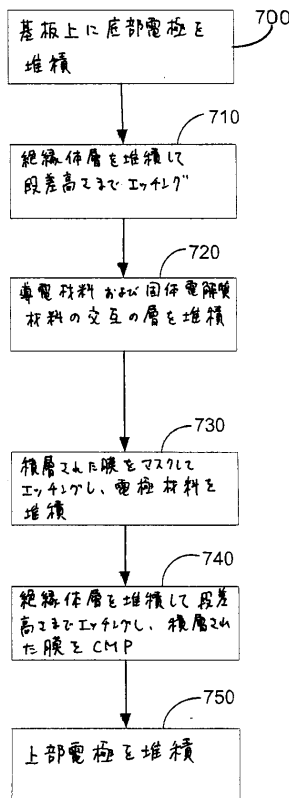 700
基板上に底部電極を
堆積
710
絶縁体層を堆積して
段差高さまでエッチング
720
導電材料および固体電解質
材料の交互の層を堆積
730
積層された膜をマスクして
エッチングし、電極材料を
堆積
740
絶縁体層を堆積して段差
高さまでエッチングし、積層され
た膜をCMP
750
上部電極を堆積